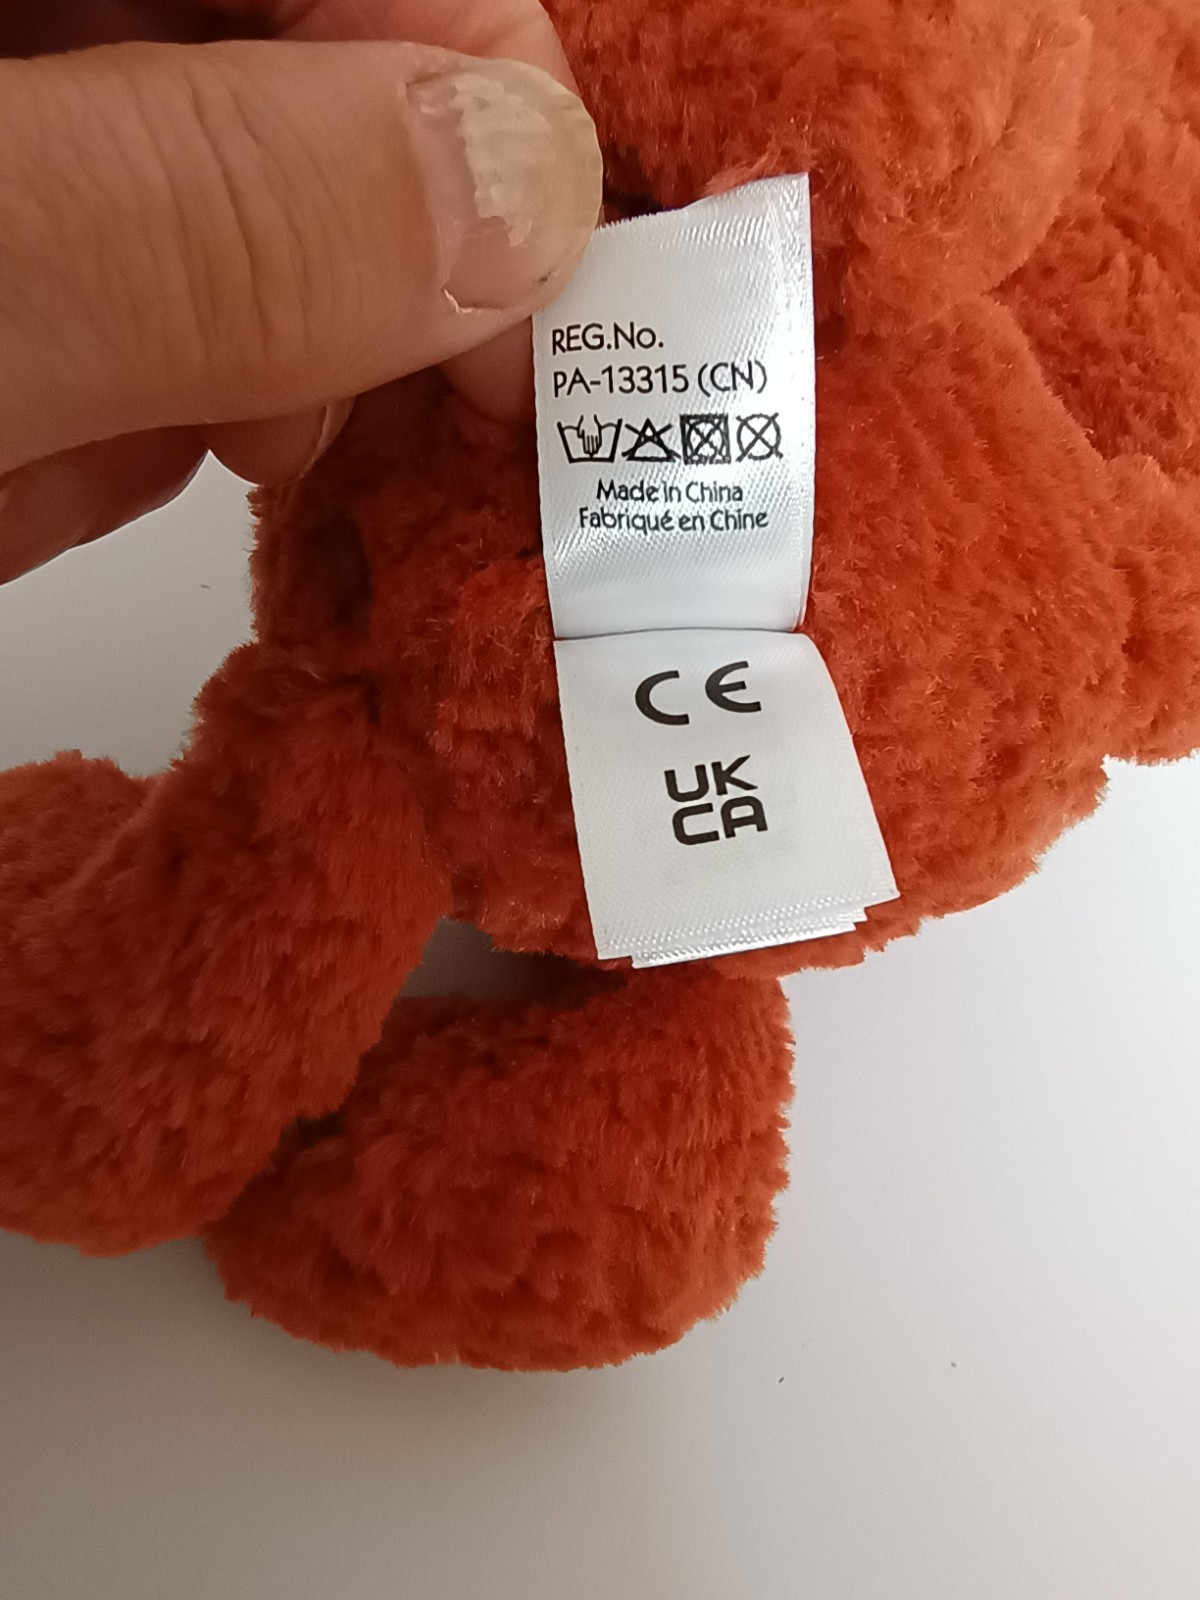 REG.No.
PA-13315 (CN)
Made in China
Fabriqué en Chine
CE
UK
CA